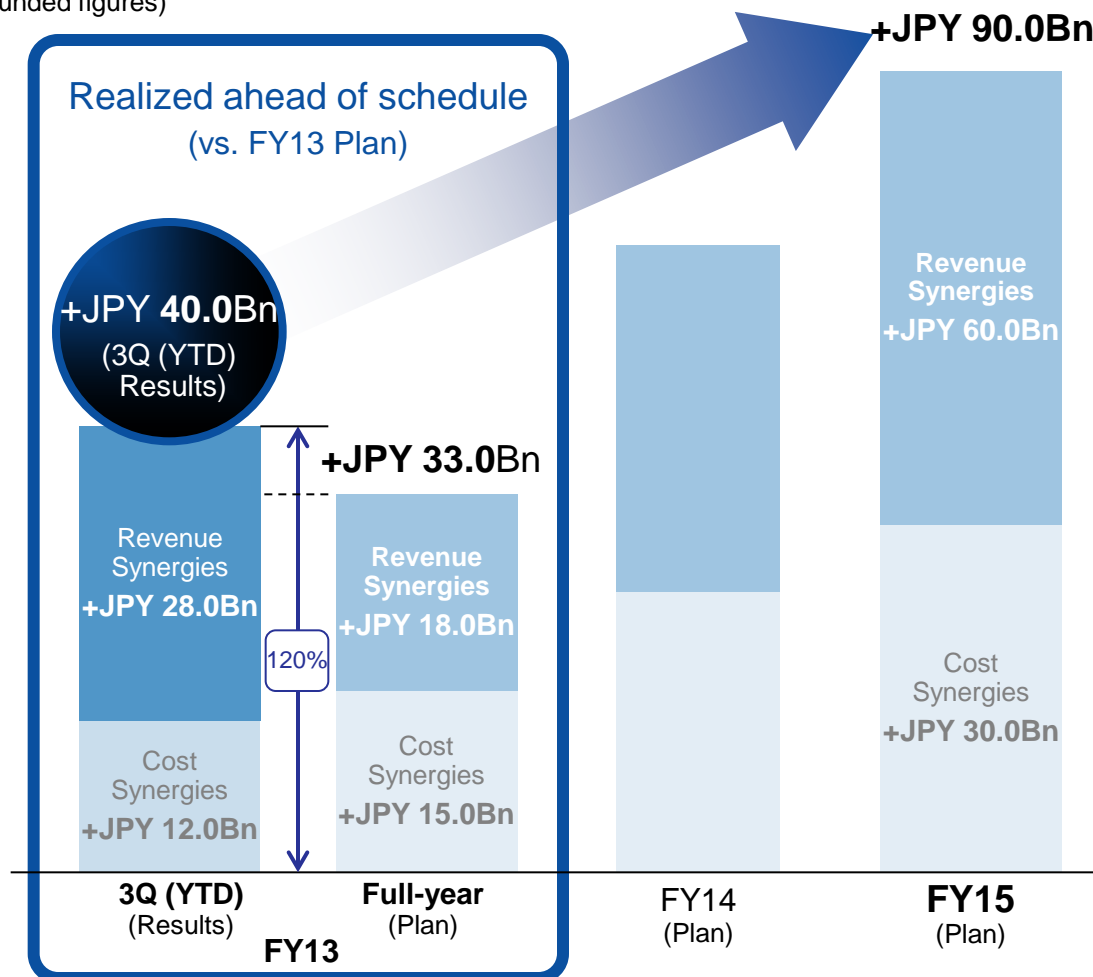 unded figures)
+JPY 90.0Bn
Realized ahead of schedule
(vs. FY13 Plan)
+JPY 40.0Bn
(3Q (YTD)
Results)
+JPY 33.0Bn
Revenue
Synergies
+JPY 28.0Bn
Cost
Synergies
+JPY 12.0Bn
120%
Revenue
Synergies
+JPY 18.0Bn
Cost
Synergies
+JPY 15.0Bn
Revenue
Synergies
+JPY 60.0Bn
Cost
Synergies
+JPY 30.0Bn
3Q (YTD)
(Results)
Full-year
(Plan)
FY13
FY14
(Plan)
FY15
(Plan)